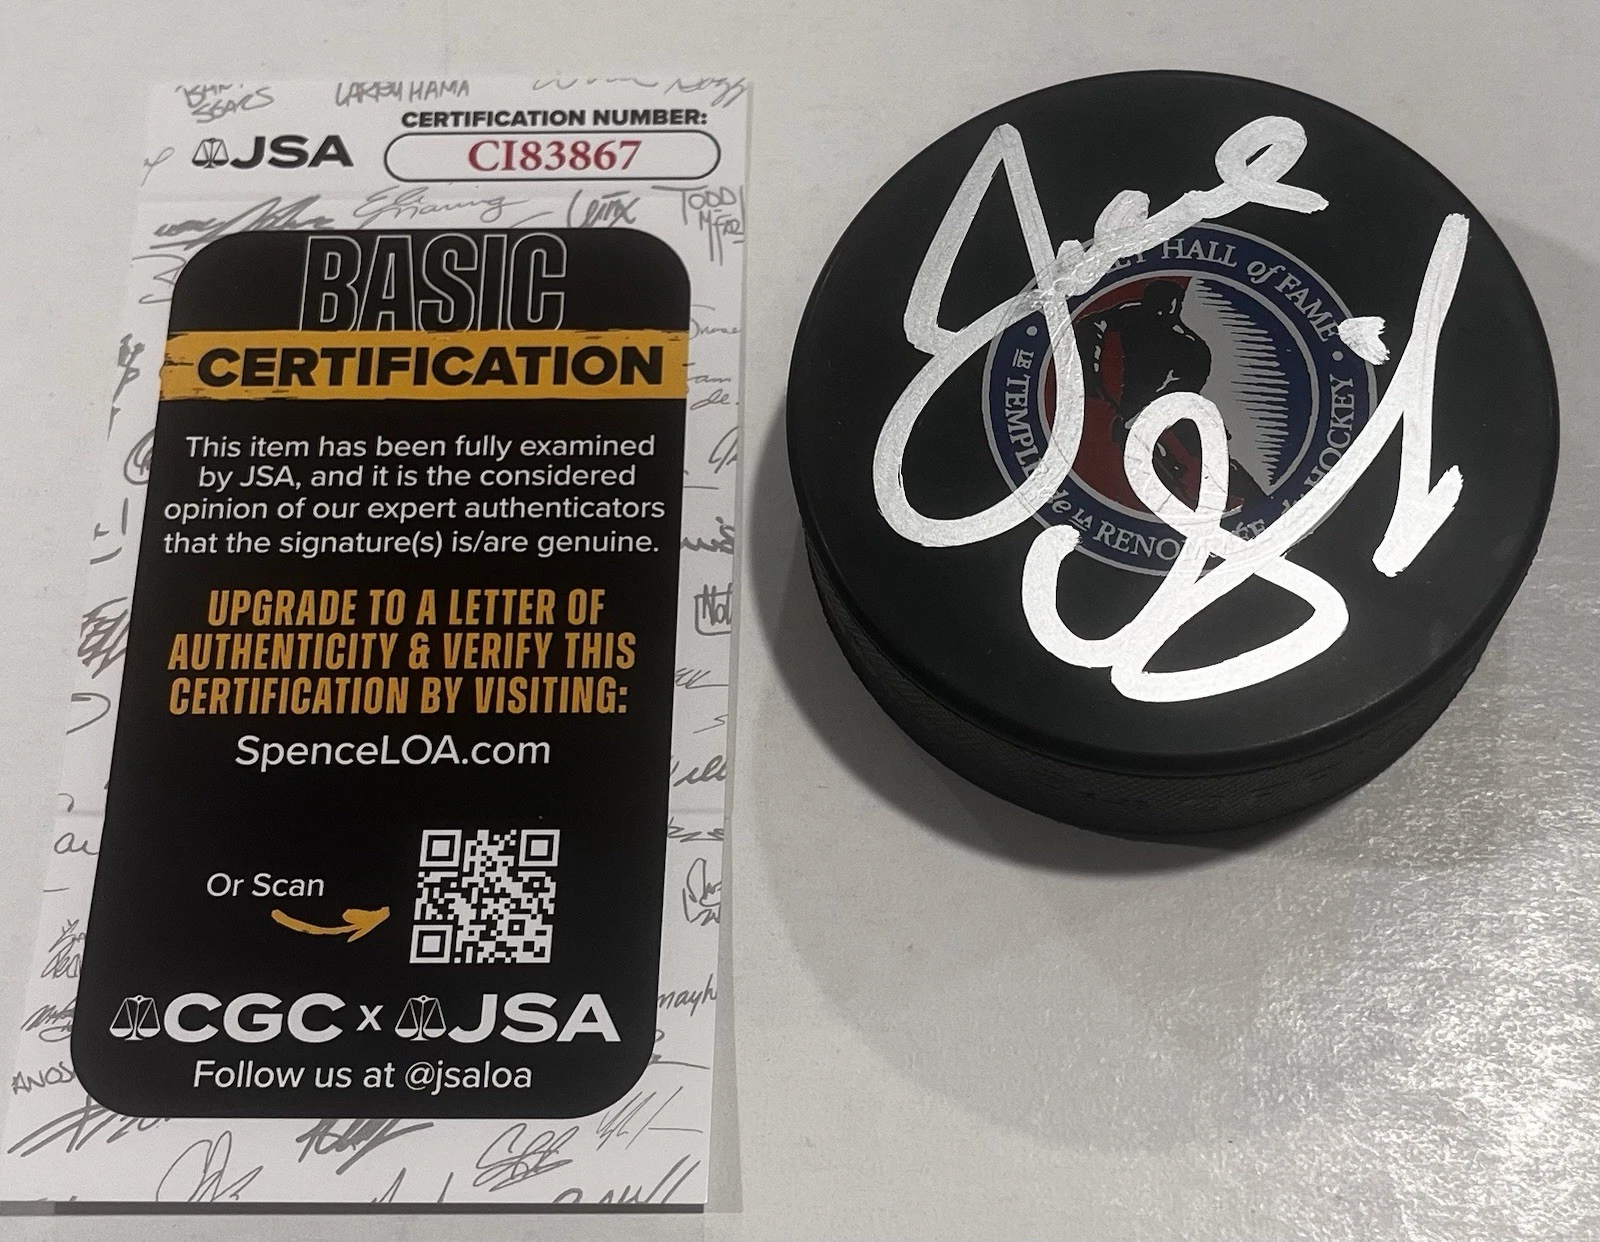 LARRY HAMA
CERTIFICATION NUMBER:
JSA
CI83867
TODD
BASIC
CERTIFICATION
This item has been fully examined
by JSA, and it is the considered
opinion of our expert authenticators
that the signature(s) is/are genuine.
UPGRADE TO A LETTER OF
AUTHENTICITY & VERIFY THIS
CERTIFICATION BY VISITING:
SpenceLOA.com
Or Scan
CGC x JSA
Follow us at @jsaloa
HALL of FAME
LE TEMPLE de LA RENOMMÉE du HOCKEY